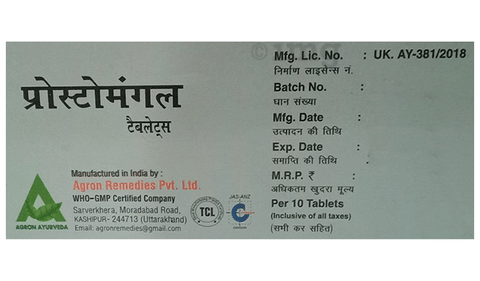 प्रोस्टोमंगल
टैबलेट्स
Manufactured in India by :
Agron Remedies Pvt. Ltd.
WHO-GMP Certified Company
Sarverkhera, Moradabad Road,
KASHIPUR- 244713 (Uttarakhand)
Email: agronremedies@gmail.com
AGRON AYURVEDA
TCL
JAS-ANZ
Mfg. Lic. No. : UK. AY-381/2018
निर्माण लाइसेन्स नं.
Batch No. :
घान संख्या
Mfg. Date :
उत्पादन की तिथि
Exp. Date :
समाप्ति की तिथि
M.R.P. ₹ :
अधिकतम खुदरा मूल्य
Per 10 Tablets
(Inclusive of all taxes)
(सभी कर सहित)